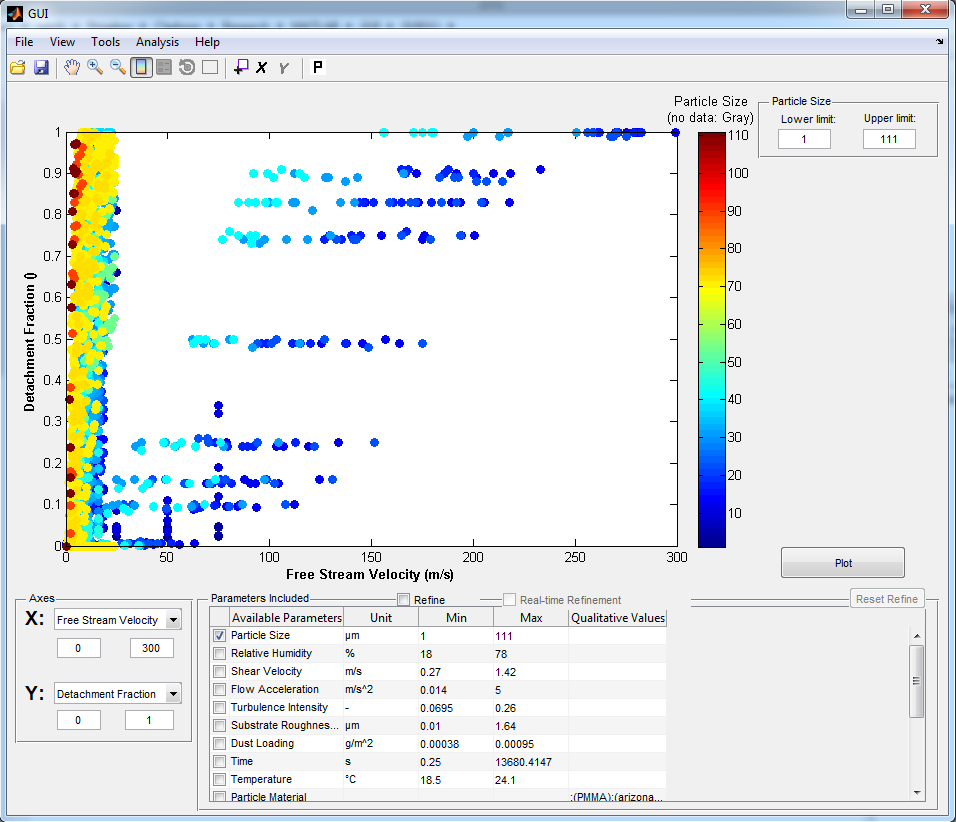 GUI
File View Tools Analysis Help
X Y P
Particle Size
(no data: Gray)
Particle Size
Lower limit: Upper limit:
1 111
1
0.9
0.8
0.7
0.6
0.5
0.4
0.3
0.2
0.1
0
Detachment Fraction ()
0 50 100 150 200 250 300
Free Stream Velocity (m/s)
110
100
90
80
70
60
50
40
30
20
10
Plot
Axes
X: Free Stream Velocity
0 300
Y: Detachment Fraction
0 1
Parameters Included Refine Real-time Refinement Reset Refine
Available Parameters Unit Min Max Qualitative Values
Particle Size µm 1 111
Relative Humidity % 18 78
Shear Velocity m/s 0.27 1.42
Flow Acceleration m/s^2 0.014 5
Turbulence Intensity - 0.0695 0.26
Substrate Roughnes... µm 0.01 1.64
Dust Loading g/m^2 0.00038 0.00095
Time s 0.25 13680.4147
Temperature °C 18.5 24.1
Particle Material ;(PMMA);(arizona...